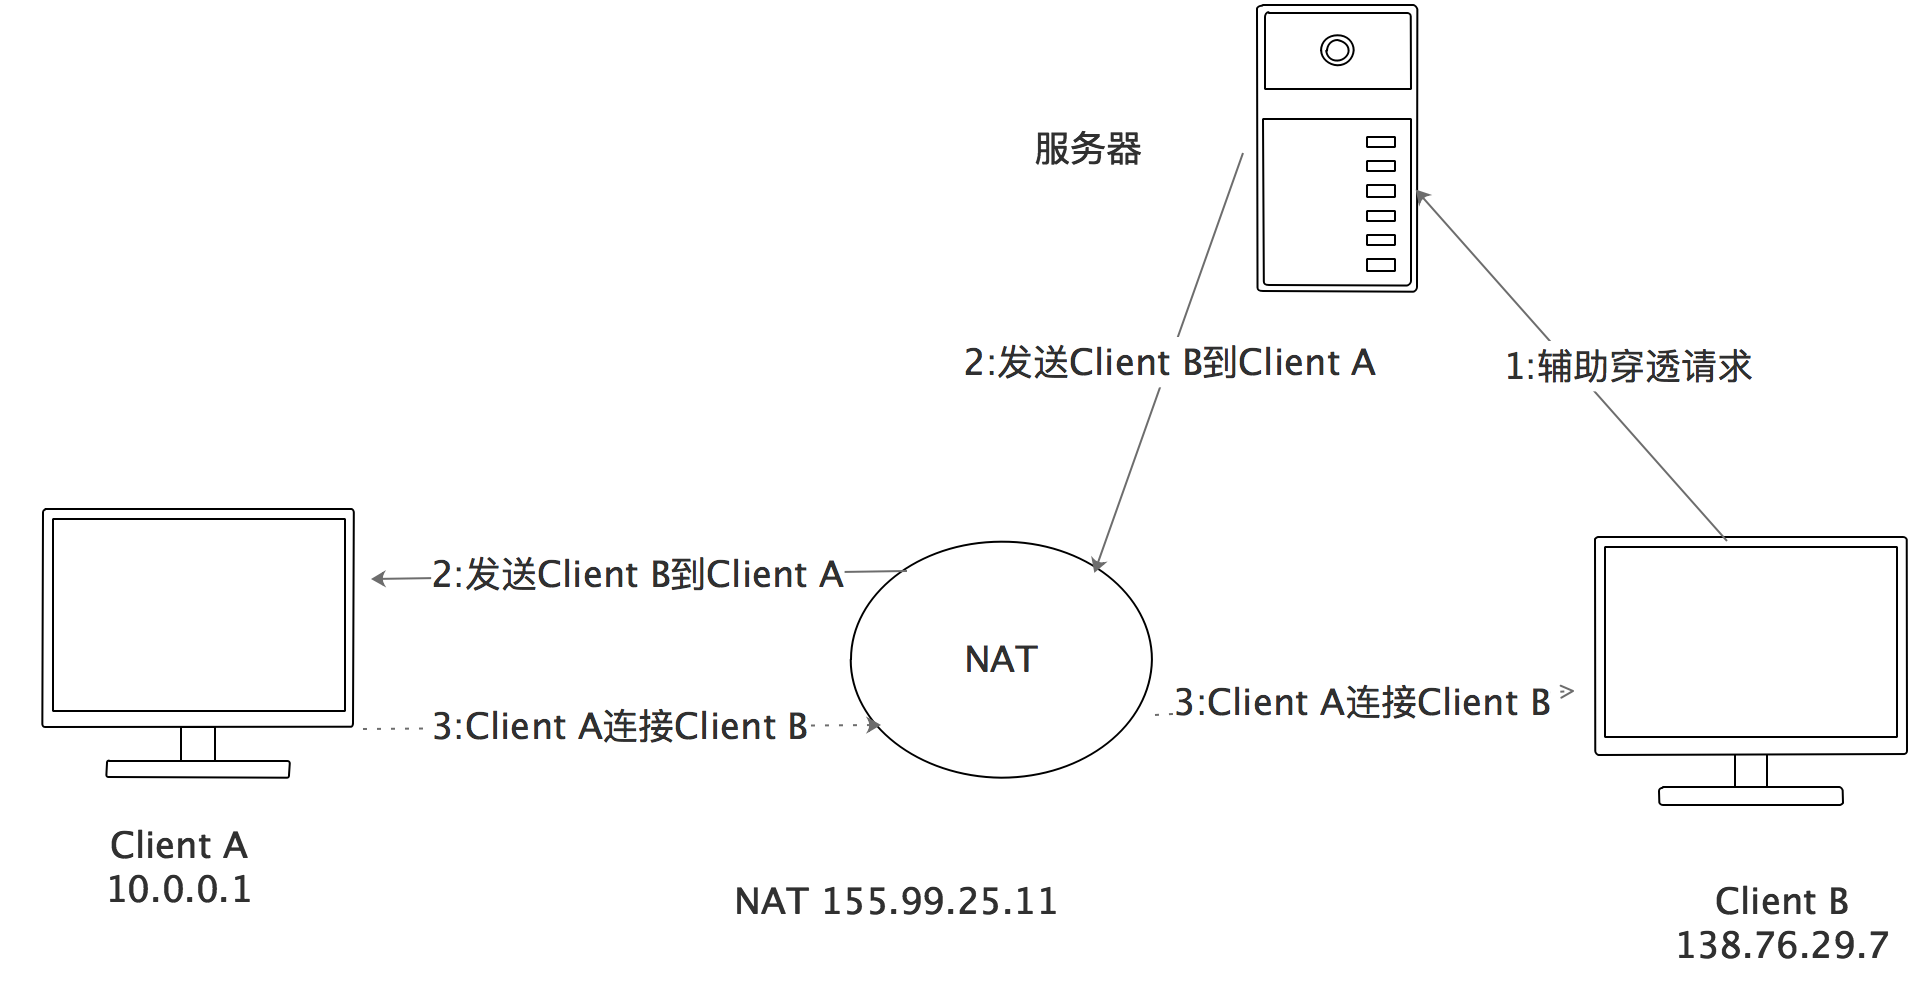 服务器
2:发送Client B到Client A
1:辅助穿透请求
2:发送Client B到Client A
NAT
3:Client A连接Client B
3:Client A连接Client B
Client A
10.0.0.1
NAT 155.99.25.11
Client B
138.76.29.7